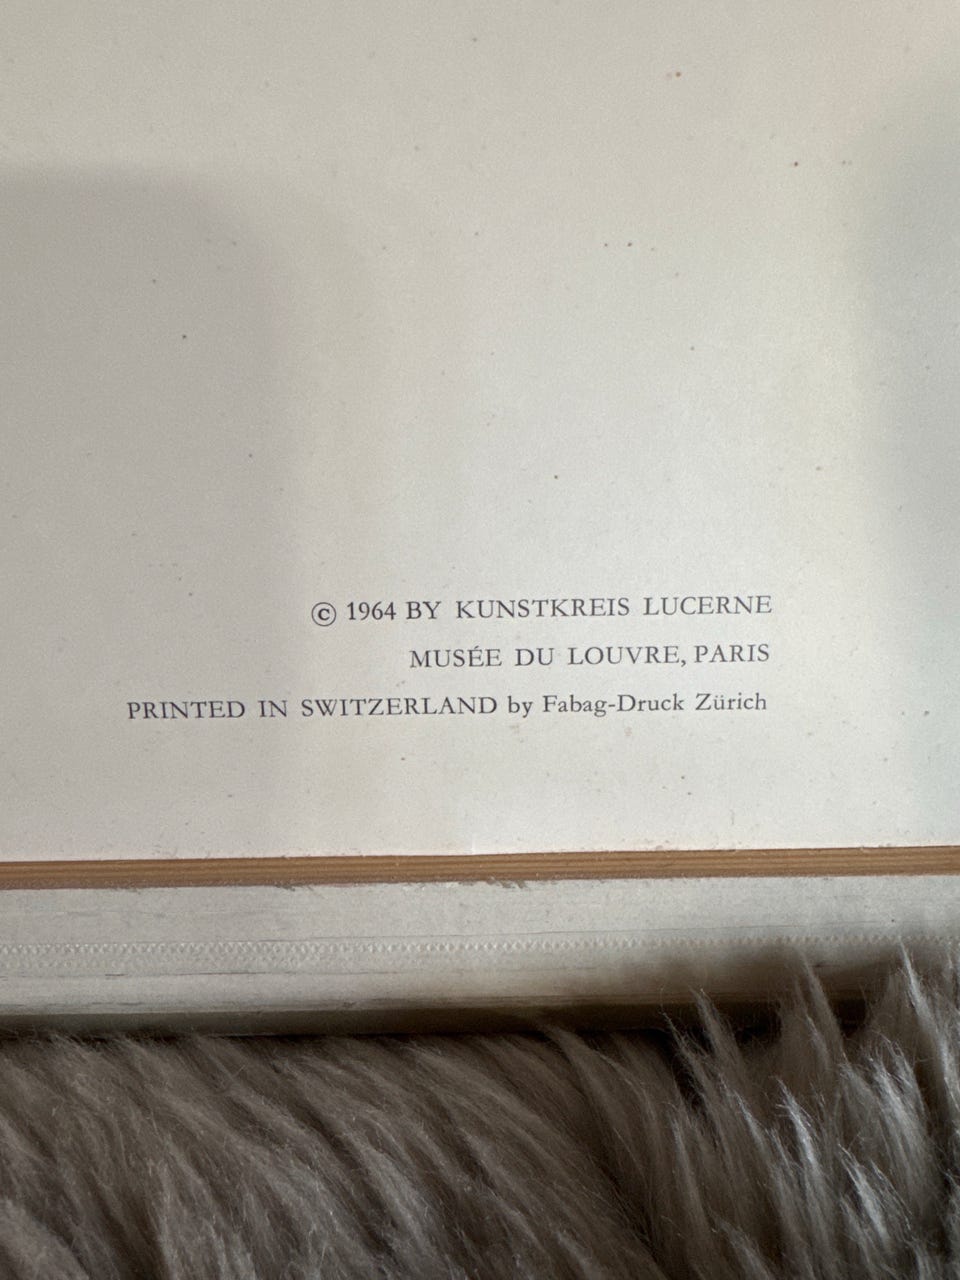 © 1964 BY KUNSTKREIS LUCERNE
MUSÉE DU LOUVRE, PARIS
PRINTED IN SWITZERLAND by Fabag-Druck Zürich